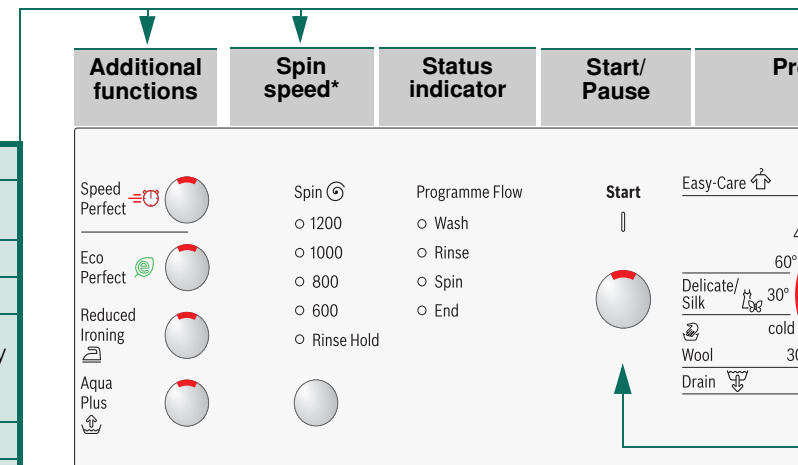 Additional
functions
Spin
speed*
Status
indicator
Start/
Pause
Speed
Perfect
Eco
Perfect
Reduced
Ironing
Aqua
Plus
Spin
1200
1000
800
600
Rinse Hold
Programme Flow
Wash
Rinse
Spin
End
Start
Easy-Care
60°
Delicate/
Silk
30°
cold
Wool
Drain